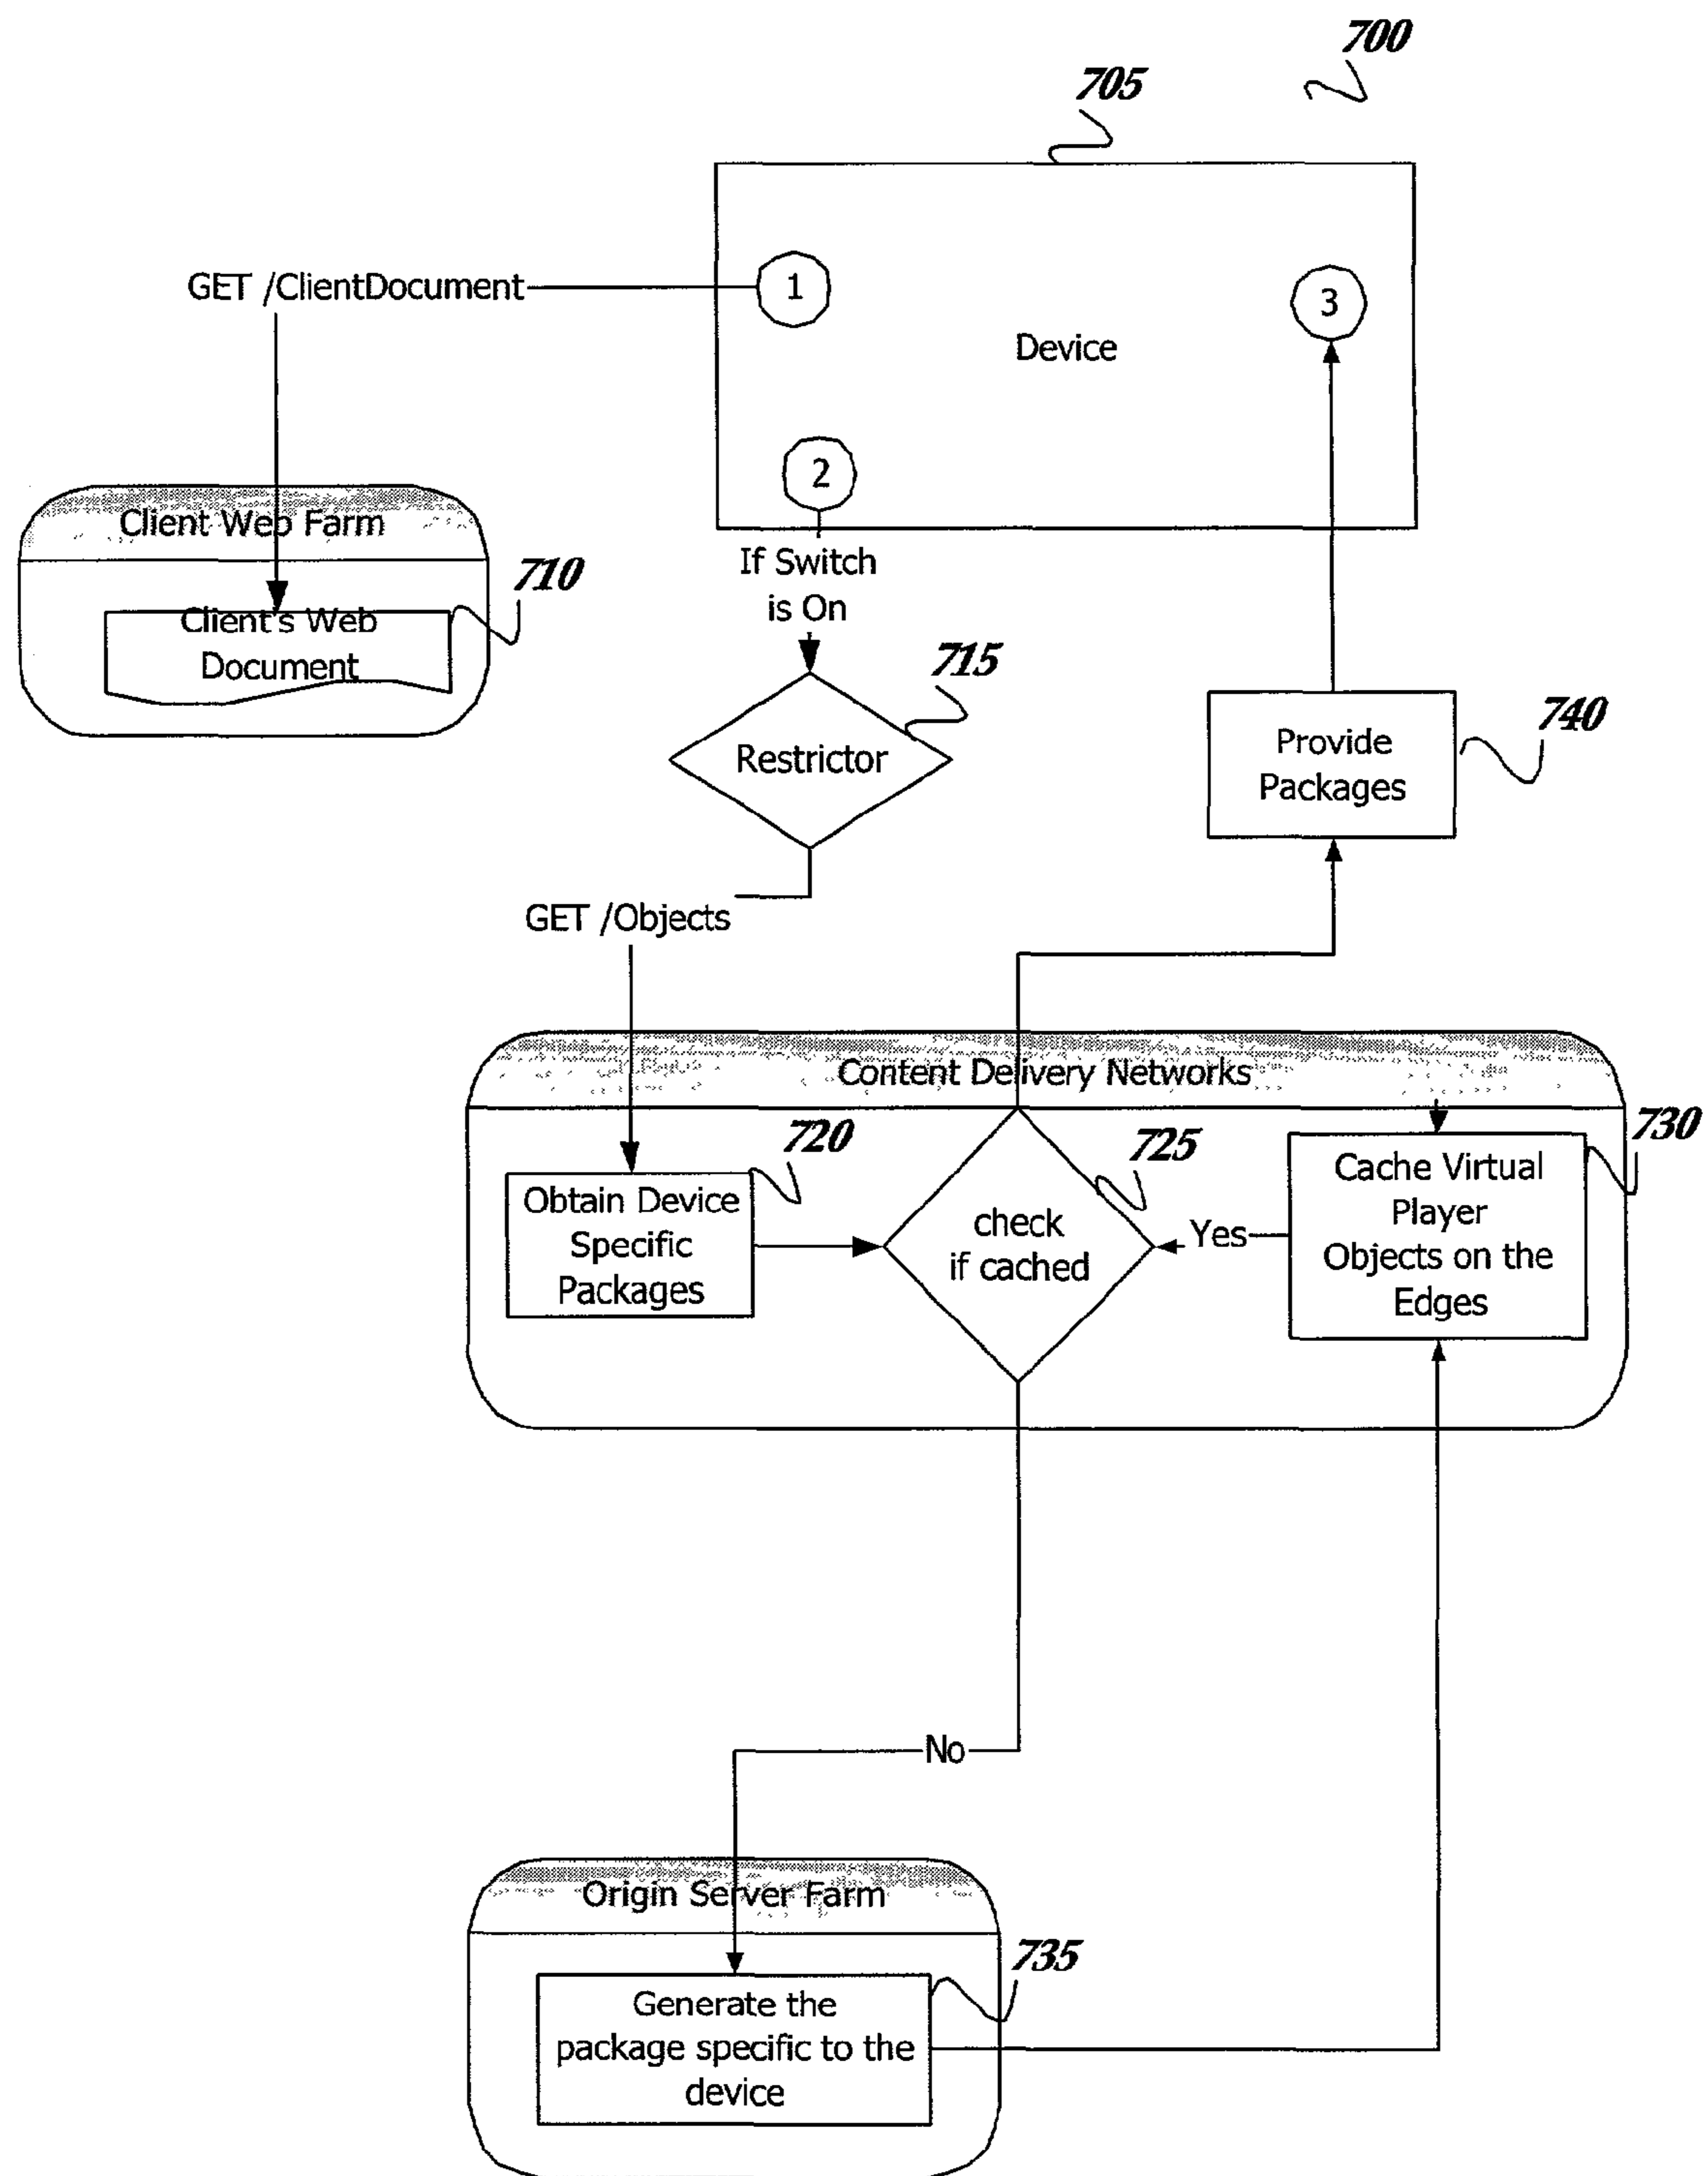 700
705
GET /ClientDocument
1
3
Device
2
Client Web Farm
If Switch
is On
710
Client's Web
Document
715
Restrictor
740
Provide
Packages
GET /Objects
Content Delivery Networks
720
725
730
Obtain Device
Specific
Packages
check
if cached
Yes
Cache Virtual
Player
Objects on the
Edges
No
Origin Server Farm
735
Generate the
package specific to the
device